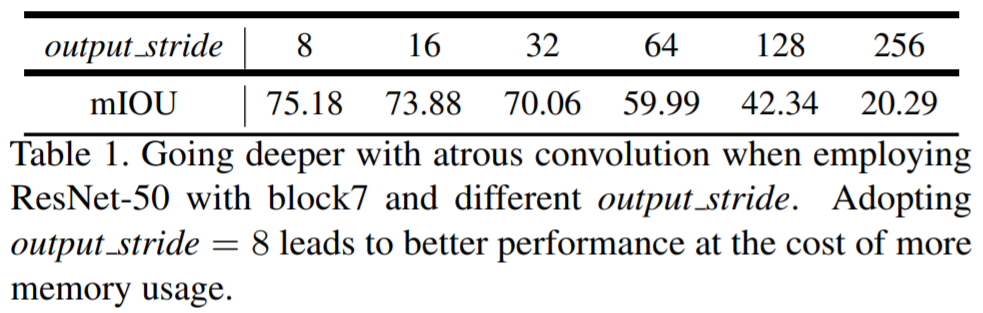 output_stride 8 16 32 64 128 256
mIOU 75.18 73.88 70.06 59.99 42.34 20.29
Table 1. Going deeper with atrous convolution when employing
ResNet-50 with block7 and different output_stride. Adopting
output_stride = 8 leads to better performance at the cost of more
memory usage.